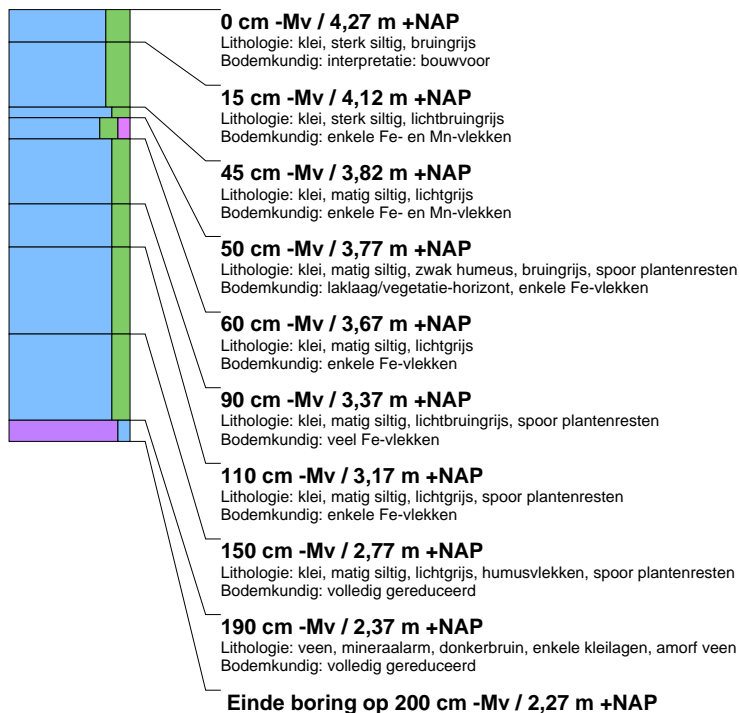 0 cm -Mv / 4,27 m +NAP
Lithologie: klei, sterk siltig, bruingrijs
Bodemkundig: interpretatie: bouwvoor
15 cm -Mv / 4,12 m +NAP
Lithologie: klei, sterk siltig, lichtbruingrijs
Bodemkundig: enkele Fe- en Mn-vlekken
45 cm -Mv / 3,82 m +NAP
Lithologie: klei, matig siltig, lichtgrijs
Bodemkundig: enkele Fe- en Mn-vlekken
50 cm -Mv / 3,77 m +NAP
Lithologie: klei, matig siltig, zwak humeus, bruingrijs, spoor plantenresten
Bodemkundig: laklaag/vegetatie-horizont, enkele Fe-vlekken
60 cm -Mv / 3,67 m +NAP
Lithologie: klei, matig siltig, lichtgrijs
Bodemkundig: enkele Fe-vlekken
90 cm -Mv / 3,37 m +NAP
Lithologie: klei, matig siltig, lichtbruingrijs, spoor plantenresten
Bodemkundig: veel Fe-vlekken
110 cm -Mv / 3,17 m +NAP
Lithologie: klei, matig siltig, lichtgrijs, spoor plantenresten
Bodemkundig: enkele Fe-vlekken
150 cm -Mv / 2,77 m +NAP
Lithologie: klei, matig siltig, lichtgrijs, humusvlekken, spoor plantenresten
Bodemkundig: volledig gereduceerd
190 cm -Mv / 2,37 m +NAP
Lithologie: veen, mineraalarm, donkerbruin, enkele kleilagen, amorf veen
Bodemkundig: volledig gereduceerd
Einde boring op 200 cm -Mv / 2,27 m +NAP